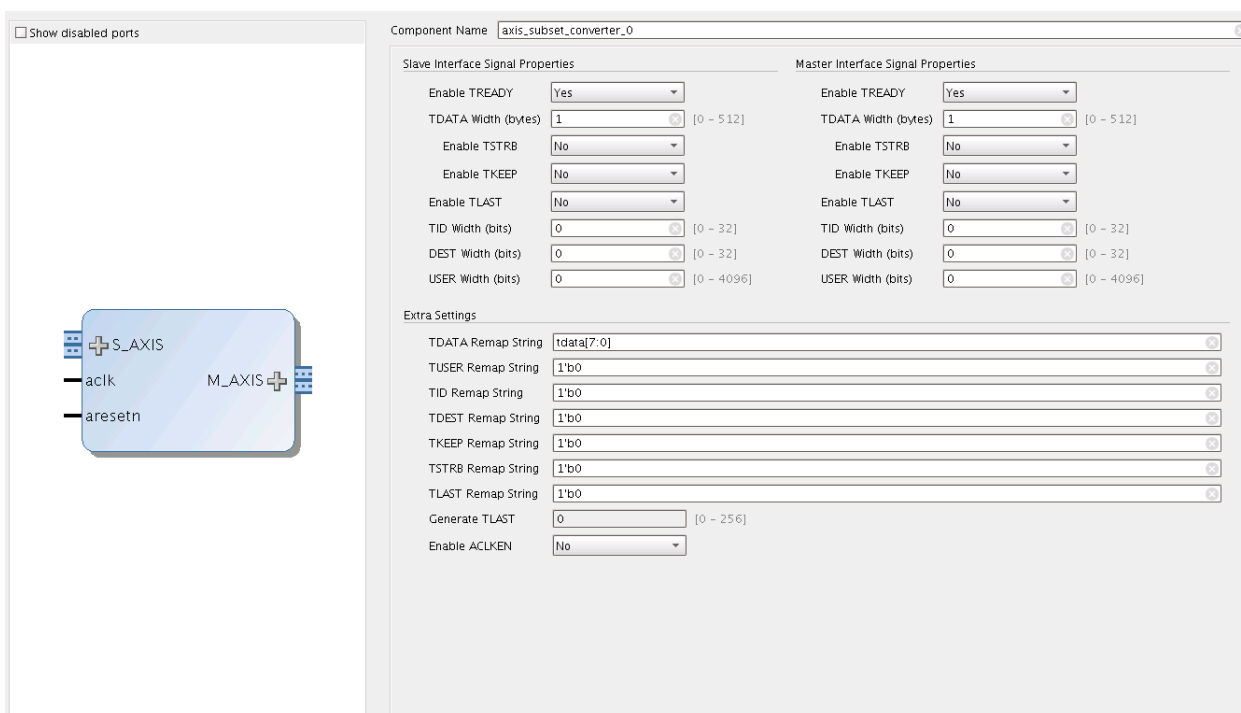 Show disabled ports
Component Name axis_subset_converter_0
Slave Interface Signal Properties Master Interface Signal Properties
Enable TREADY Yes Enable TREADY Yes
TDATA Width (bytes) 1 [0 - 512] TDATA Width (bytes) 1 [0 - 512]
Enable TSTRB No Enable TSTRB No
Enable TKEEP No Enable TKEEP No
Enable TLAST No Enable TLAST No
TID Width (bits) 0 [0 - 32] TID Width (bits) 0 [0 - 32]
DEST Width (bits) 0 [0 - 32] DEST Width (bits) 0 [0 - 32]
USER Width (bits) 0 [0 - 4096] USER Width (bits) 0 [0 - 4096]
Extra Settings
TDATA Remap String tdata[7:0]
TUSER Remap String 1'b0
TID Remap String 1'b0
TDEST Remap String 1'b0
TKEEP Remap String 1'b0
TSTRB Remap String 1'b0
TLAST Remap String 1'b0
Generate TLAST 0 [0 - 256]
Enable ACLKEN No
S_AXIS
aclk M_AXIS
aresetn